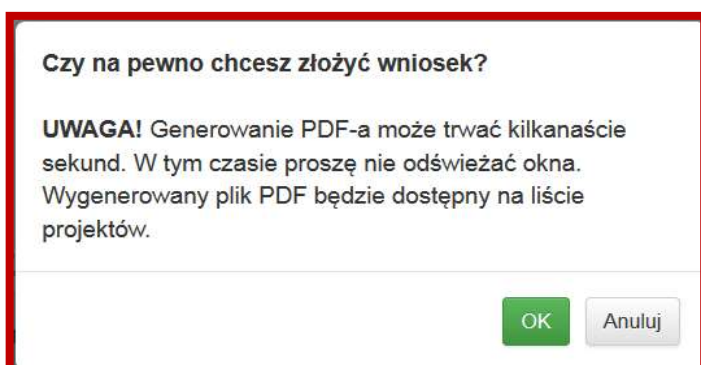 Czy na pewno chcesz złożyć wniosek?
UWAGA! Generowanie PDF-a może trwać kilkanaście
sekund. W tym czasie proszę nie odświeżać okna.
Wygenerowany plik PDF będzie dostępny na liście
projektów.
OK Anuluj